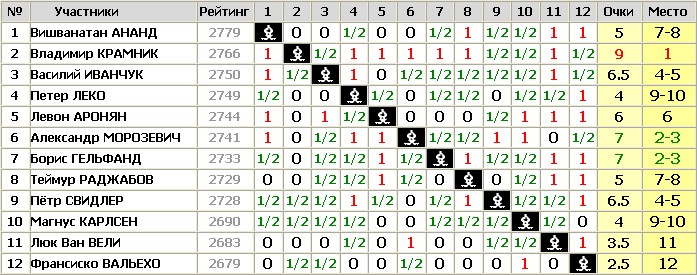 № Участники Рейтинг 1 2 3 4 5 6 7 8 9 10 11 12 Очки Место
1 Вишванатан АНАНД 2779 0 0 1/2 0 0 1/2 1 1/2 1/2 1 1 5 7-8
2 Владимир КРАМНИК 2766 1 1/2 1 1 1 1 1 1/2 1/2 1 1/2 9 1
3 Василий ИВАНЧУК 2750 1 1/2 1 0 1/2 1/2 1/2 1/2 1/2 1 1/2 6.5 4-5
4 Петер ЛЕКО 2749 1/2 0 0 1/2 0 1/2 1/2 0 1/2 1/2 1 4 9-10
5 Левон АРОНЯН 2744 1 0 1 1/2 0 0 0 1/2 1 1 1 6 6
6 Александр МОРОЗЕВИЧ 2741 1 0 1/2 1 1 1/2 1/2 1 1 0 1/2 7 2-3
7 Борис ГЕЛЬФАНД 2733 1/2 0 1/2 1/2 1 1/2 1 1/2 1/2 1 1 7 2-3
8 Теймур РАДЖАБОВ 2729 0 0 1/2 1/2 1 1/2 0 0 1/2 1 1 5 7-8
9 Пётр СВИДЛЕР 2728 1/2 1/2 1/2 1 1/2 0 1/2 1 1/2 1/2 1 6.5 4-5
10 Магнус КАРЛСЕН 2690 1/2 1/2 1/2 1/2 0 0 1/2 1/2 1/2 1/2 0 4 9-10
11 Люк Ван ВЕЛИ 2683 0 0 0 1/2 0 1 0 0 1/2 1/2 1 3.5 11
12 Франсиско ВАЛЬЕХО 2679 0 1/2 1/2 0 0 1/2 0 0 0 1 0 2.5 12